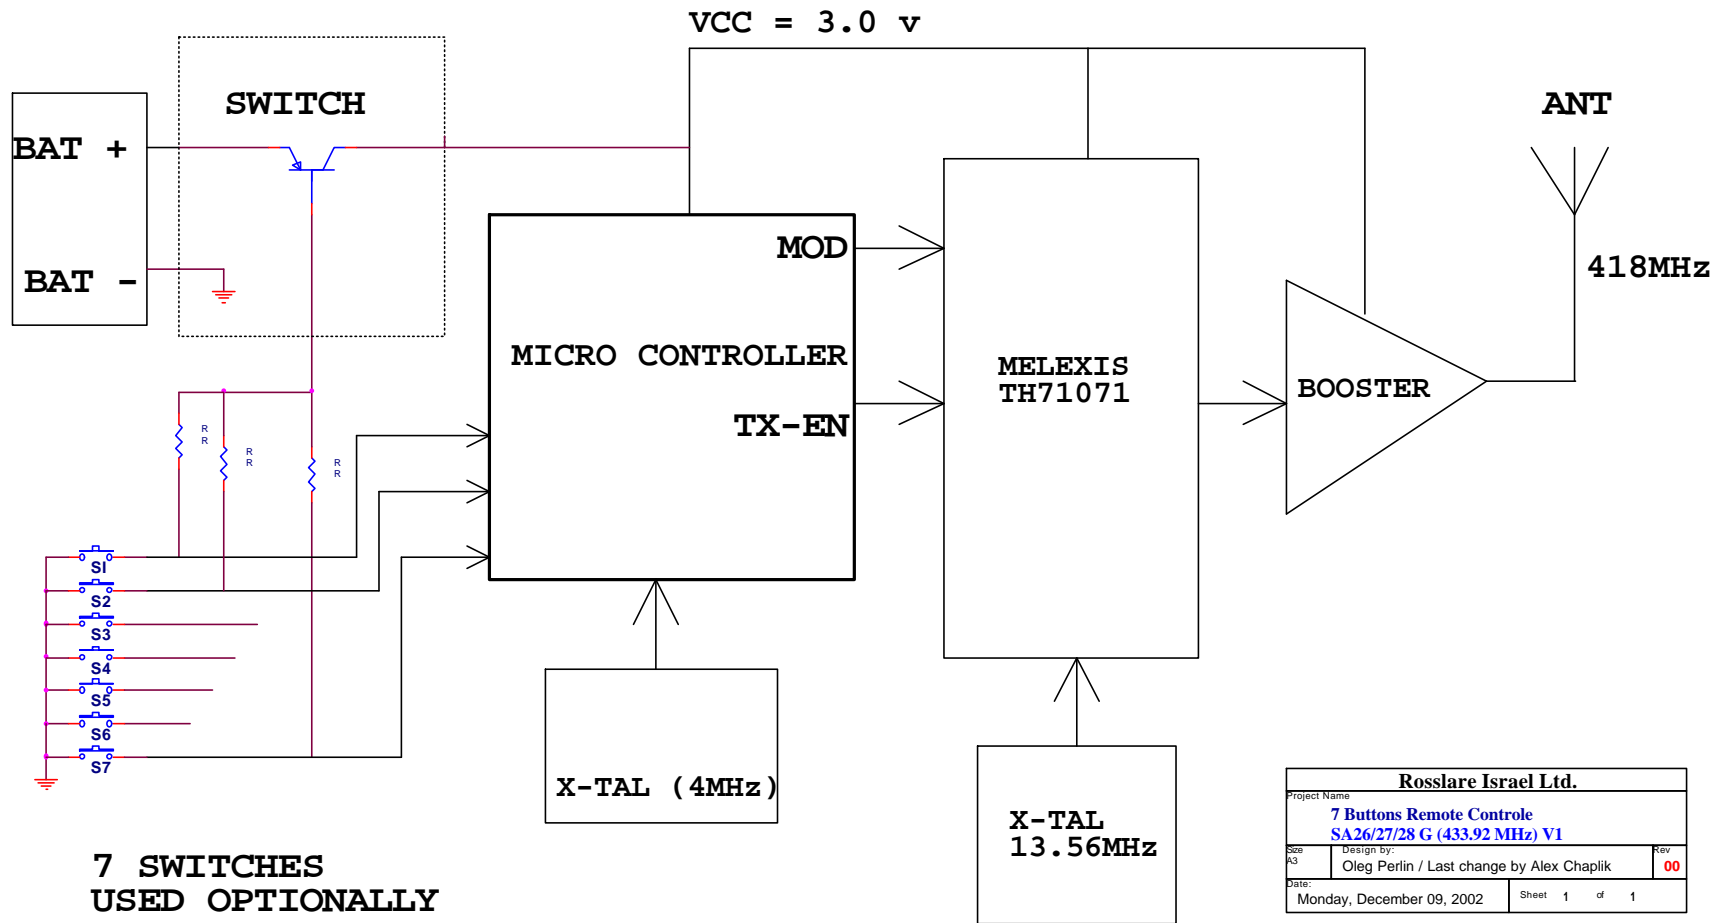 VCC = 3.0 v
SWITCH
ANT
BAT +
BAT -
MOD
418MHz
MICRO CONTROLLER
MELEXIS
TH71071
BOOSTER
TX-EN
R
R
R
R
R
R
S1
S2
S3
S4
S5
S6
S7
X-TAL (4MHz)
X-TAL
13.56MHz
7 SWITCHES
USED OPTIONALLY
Rosslare Israel Ltd.
Project Name
7 Buttons Remote Controle
SA26/27/28 G (433.92 MHz) V1
Size
A3
Design by:
Oleg Perlin / Last change by Alex Chaplik
Rev
00
Date:
Monday, December 09, 2002
Sheet 1 of 1